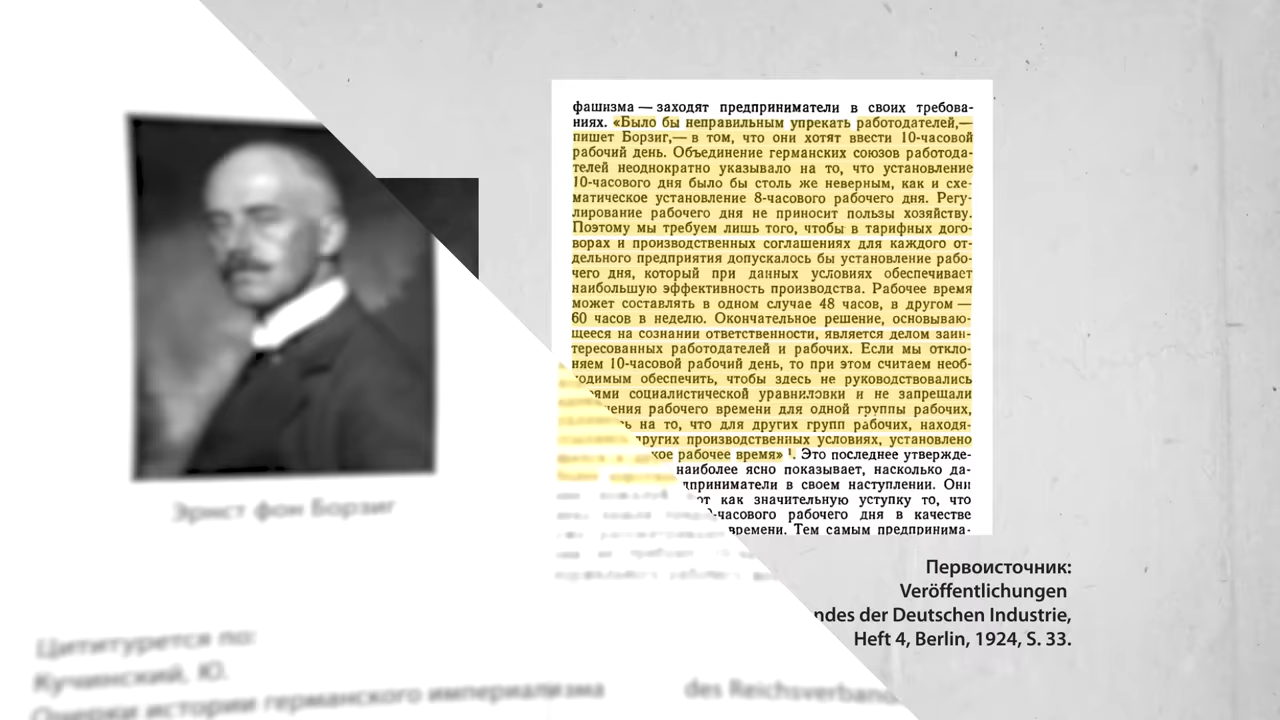 фашизма — заходят предприниматели в своих требова-
ниях. «Было бы неправильным упрекать работодателей,—
пишет Борзиг,— в том, что они хотят ввести 10-часовой
рабочий день. Объединение германских союзов работода-
телей неоднократно указывало на то, что установление
10-часового дня было бы столь же неверным, как и схе-
матическое установление 8-часового рабочего дня. Регу-
лирование рабочего дня не приносит пользы хозяйству.
Поэтому мы требуем лишь того, чтобы в тарифных дого-
ворах и производственных соглашениях для каждого от-
дельного предприятия допускалось бы установление рабо-
чего дня, который при данных условиях обеспечивает
наибольшую эффективность производства. Рабочее время
может составлять в одном случае 48 часов, в другом —
60 часов в неделю. Окончательное решение, основываю-
щееся на сознании ответственности, является делом заин-
тересованных работодателей и рабочих. Если мы откло-
няем 10-часовой рабочий день, то при этом считаем необ-
ходимым обеспечить, чтобы здесь не руководствовались
социалистической уравниловки и не запрещали
рабочего времени для одной группы рабочих,
на то, что для других групп рабочих, находя-
других производственных условиях, установлено
рабочее время» ¹. Это последнее утвержде-
наиболее ясно показывает, насколько да-
в своем наступлении. Они
как значительную уступку то, что
рабочего дня в качестве
времени. Тем самым предпринима-
Эрнст фон Борзиг
Первоисточник:
Veröffentlichungen
des Reichsverbandes der Deutschen Industrie,
Heft 4, Berlin, 1924, S. 33.
Цититурется по:
Кучинский, Ю.
Очерки истории германского империализма